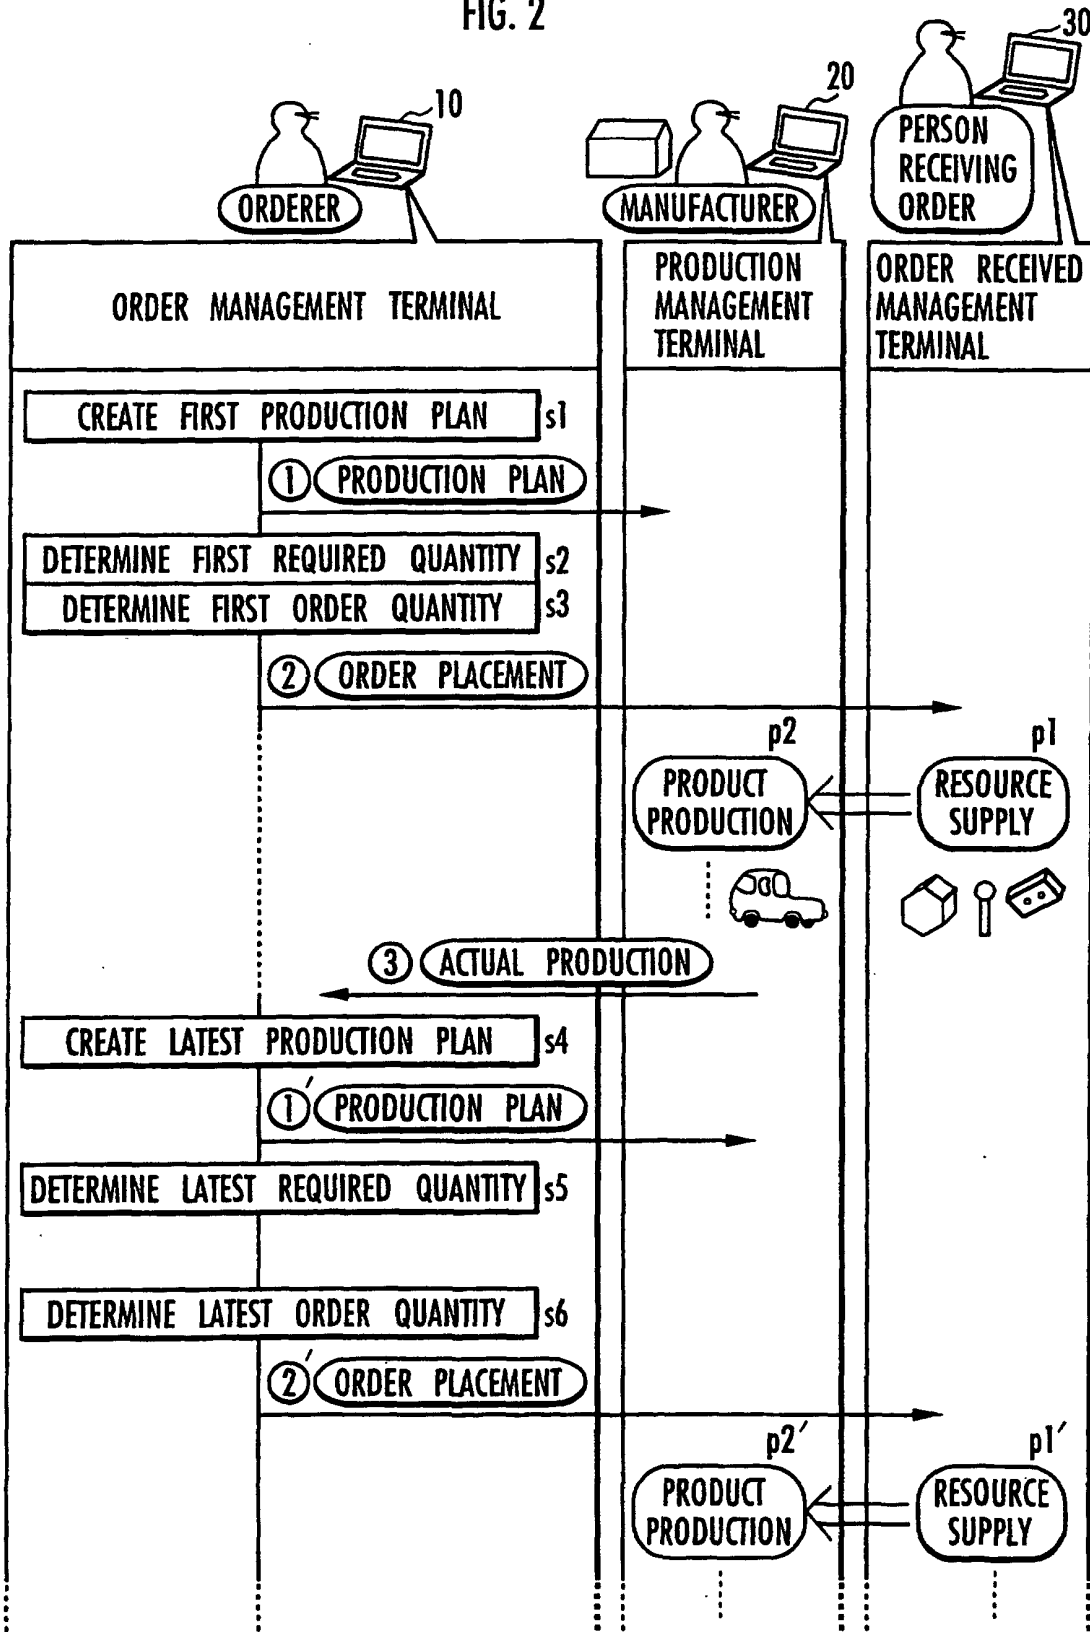 FIG. 2
30
20
10
PERSON
RECEIVING
ORDER
ORDERER
MANUFACTURER
ORDER MANAGEMENT TERMINAL
PRODUCTION
MANAGEMENT
TERMINAL
ORDER RECEIVED
MANAGEMENT
TERMINAL
CREATE FIRST PRODUCTION PLAN s1
1 PRODUCTION PLAN
DETERMINE FIRST REQUIRED QUANTITY s2
DETERMINE FIRST ORDER QUANTITY s3
2 ORDER PLACEMENT
p2
p1
PRODUCT
PRODUCTION
RESOURCE
SUPPLY
3 ACTUAL PRODUCTION
CREATE LATEST PRODUCTION PLAN s4
1′ PRODUCTION PLAN
DETERMINE LATEST REQUIRED QUANTITY s5
DETERMINE LATEST ORDER QUANTITY s6
2′ ORDER PLACEMENT
p2′
p1′
PRODUCT
PRODUCTION
RESOURCE
SUPPLY